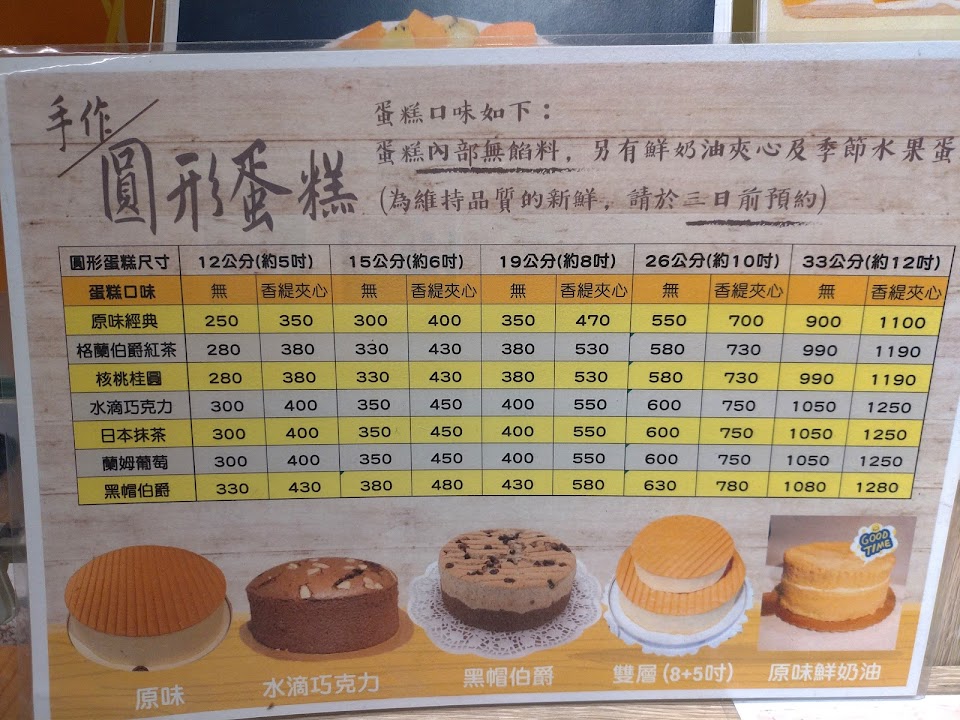 手作
圓形蛋糕
蛋糕口味如下：
蛋糕內部無餡料，另有鮮奶油夾心及季節水果蛋
(為維持品質的新鮮，請於三日前預約)
圓形蛋糕尺寸 12公分(約5吋) 15公分(約6吋) 19公分(約8吋) 26公分(約10吋) 33公分(約12吋)
蛋糕口味 無 香緹夾心 無 香緹夾心 無 香緹夾心 無 香緹夾心 無 香緹夾心
原味經典 250 350 300 400 350 470 550 700 900 1100
格蘭伯爵紅茶 280 380 330 430 380 530 580 730 990 1190
核桃桂圓 280 380 330 430 380 530 580 730 990 1190
水滴巧克力 300 400 350 450 400 550 600 750 1050 1250
日本抹茶 300 400 350 450 400 550 600 750 1050 1250
蘭姆葡萄 300 400 350 450 400 550 600 750 1050 1250
黑帽伯爵 330 430 380 480 430 580 630 780 1080 1280
GOOD TIME
原味 水滴巧克力 黑帽伯爵 雙層(8+5吋) 原味鮮奶油